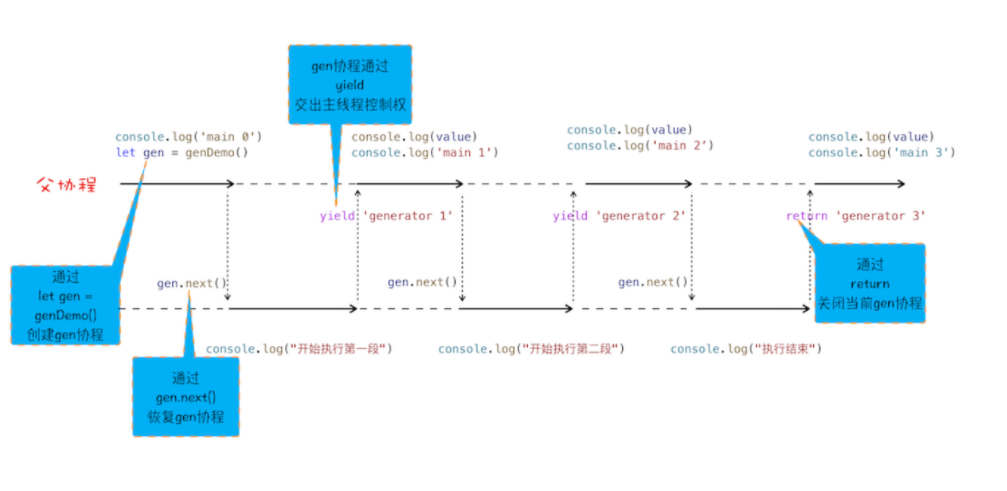 gen协程通过
yield
交出主线程控制权
console.log('main 0')
let gen = genDemo()
console.log(value)
console.log('main 1')
console.log(value)
console.log('main 2')
console.log(value)
console.log('main 3')
父协程
yield 'generator 1'
yield 'generator 2'
return 'generator 3'
通过
let gen =
genDemo()
创建gen协程
gen.next()
gen.next()
gen.next()
通过
return
关闭当前gen协程
console.log("开始执行第一段")
console.log("开始执行第二段")
console.log("执行结束")
通过
gen.next()
恢复gen协程